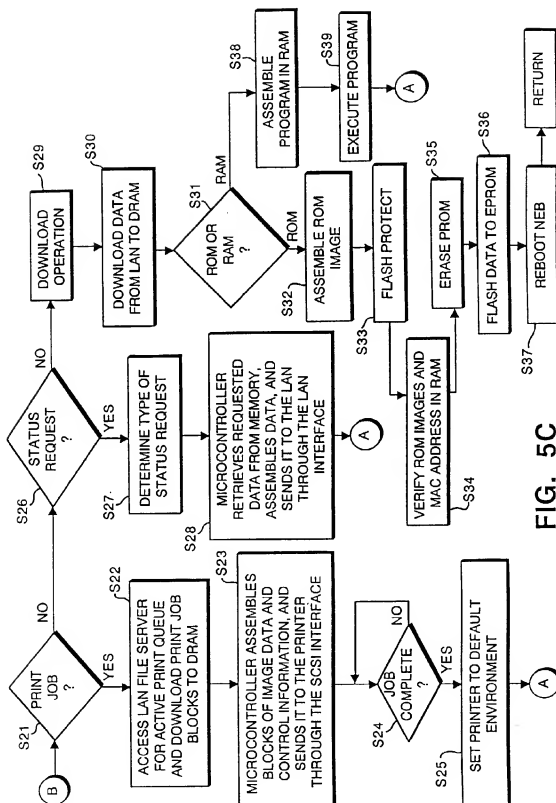 B
S21
PRINT
JOB
?
NO
YES
S22
ACCESS LAN FILE SERVER
FOR ACTIVE PRINT QUEUE
AND DOWNLOAD PRINT JOB
BLOCKS TO DRAM
S23
MICROCONTROLLER ASSEMBLES
BLOCKS OF IMAGE DATA AND
CONTROL INFORMATION, AND
SENDS IT TO THE PRINTER
THROUGH THE SCSI INTERFACE
S24
JOB
COMPLETE
?
NO
YES
S25
SET PRINTER TO DEFAULT
ENVIRONMENT
A
S26
STATUS
REQUEST
?
NO
YES
S27
DETERMINE TYPE OF
STATUS REQUEST
S28
MICROCONTROLLER
RETRIEVES REQUESTED
DATA FROM MEMORY,
ASSEMBLES DATA, AND
SENDS IT TO THE LAN
THROUGH THE LAN
INTERFACE
A
S29
DOWNLOAD
OPERATION
S30
DOWNLOAD DATA
FROM LAN TO DRAM
S31
ROM OR
RAM
?
RAM
ROM
S32
ASSEMBLE ROM
IMAGE
S33
FLASH PROTECT
S34
VERIFY ROM IMAGES AND
MAC ADDRESS IN RAM
S35
ERASE PROM
S36
FLASH DATA TO EPROM
S37
REBOOT NEB
RETURN
S38
ASSEMBLE
PROGRAM IN RAM
S39
EXECUTE PROGRAM
A
FIG. 5C